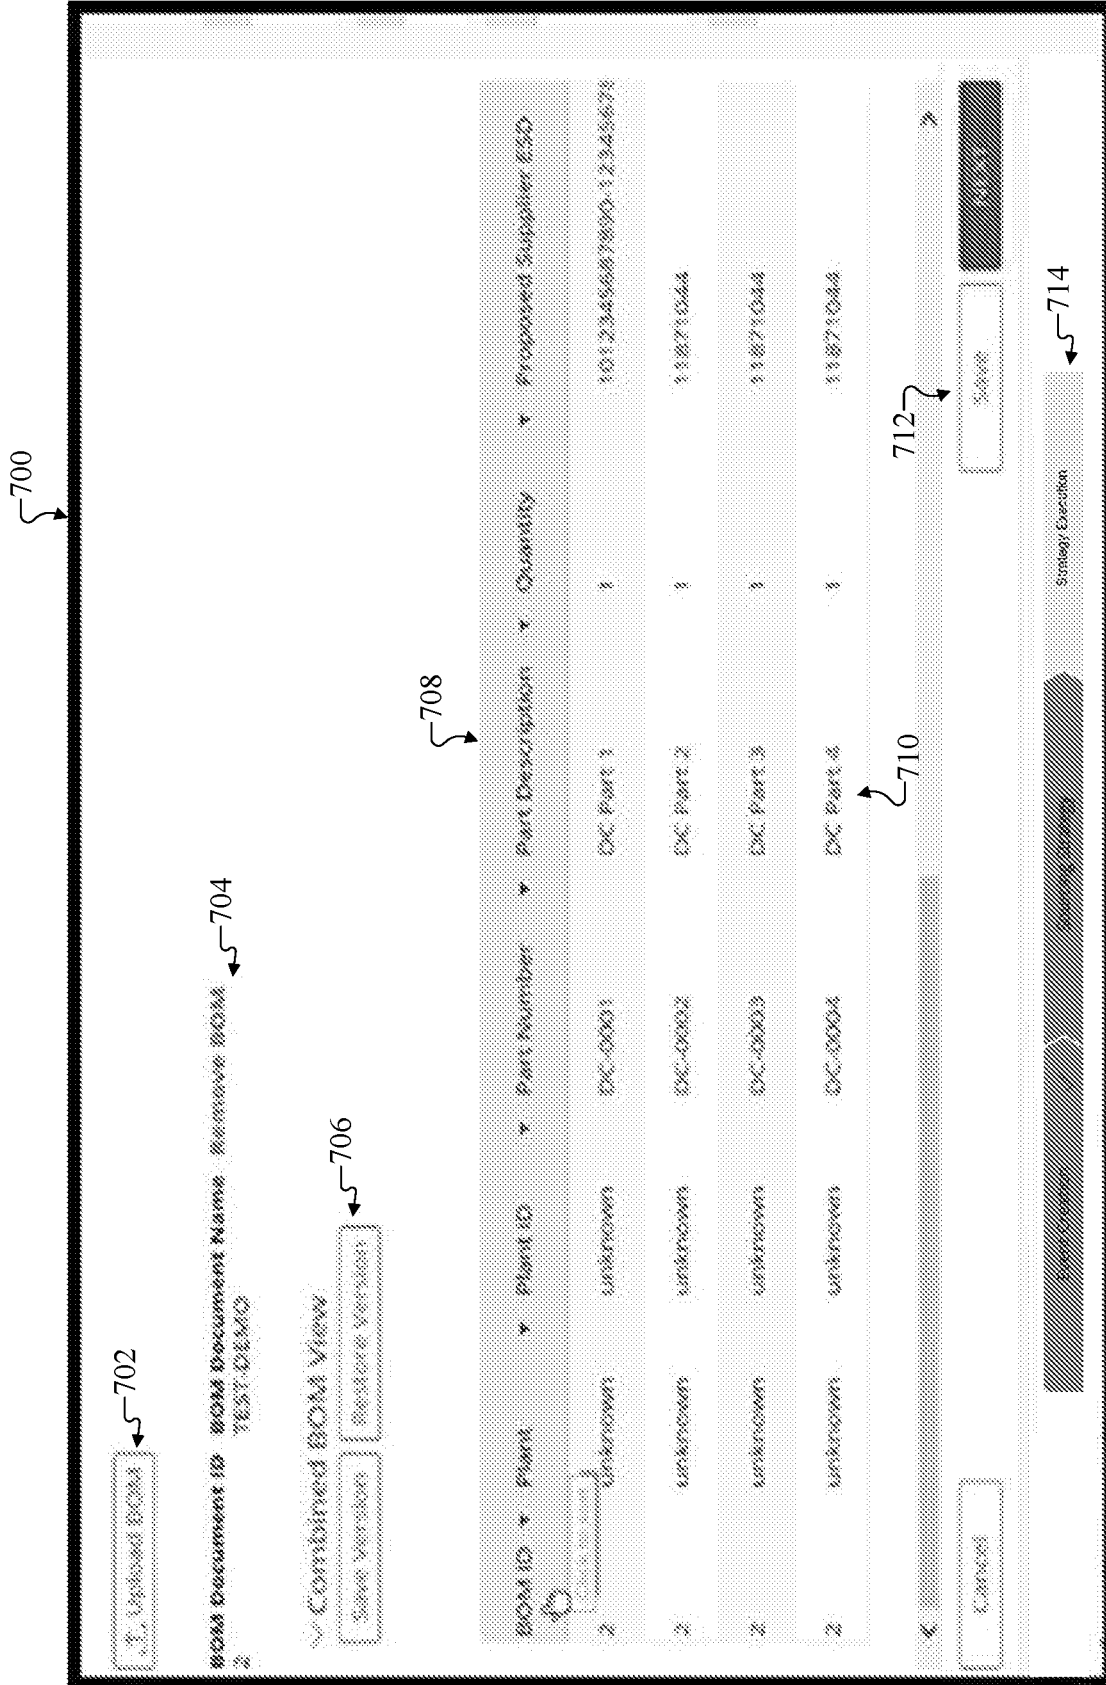 700
Upload BOM
702
BOM Document ID BOM Document Name Remove BOM
704
2 TEST-DEMO
Combined BOM View
Save Version Restore Version
706
708
BOM ID Plant Plant ID Part Number Part Description Quantity Proposed Supplier ESD
2 unknown unknown DC-0001 DC Part 1 1
2 unknown unknown DC-0002 DC Part 2 1 11871044
2 unknown unknown DC-0003 DC Part 3 1 11871044
2 unknown unknown DC-0004 DC Part 4 1 11871044
710
712
Cancel Save
714
Strategy Execution